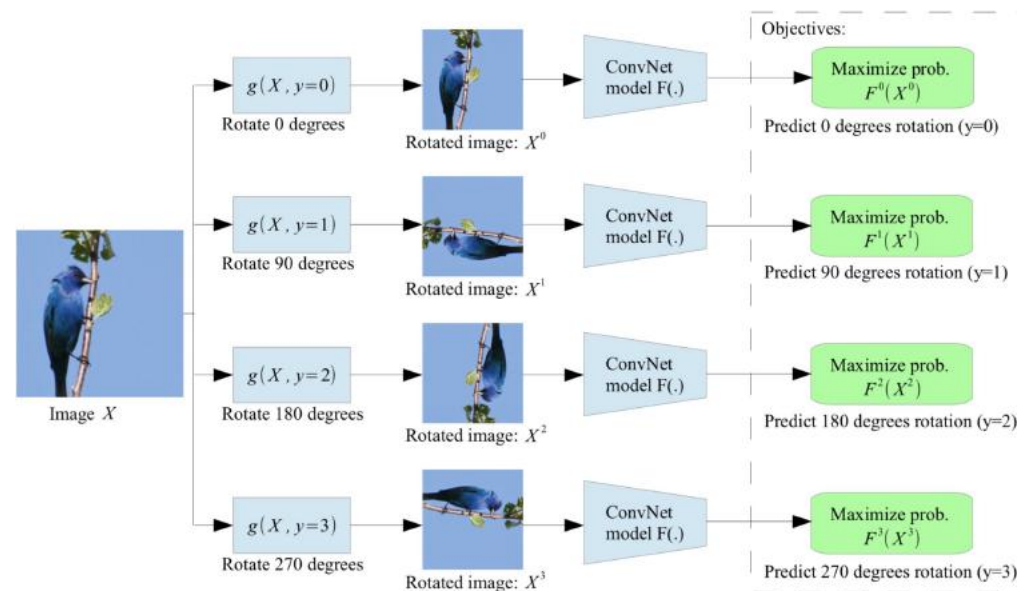 Objectives:
g(X, y=0)
Rotate 0 degrees
Rotated image: X⁰
ConvNet
model F(.)
Maximize prob.
F⁰(X⁰)
Predict 0 degrees rotation (y=0)
g(X, y=1)
Rotate 90 degrees
Rotated image: X¹
ConvNet
model F(.)
Maximize prob.
F¹(X¹)
Predict 90 degrees rotation (y=1)
Image X
g(X, y=2)
Rotate 180 degrees
Rotated image: X²
ConvNet
model F(.)
Maximize prob.
F²(X²)
Predict 180 degrees rotation (y=2)
g(X, y=3)
Rotate 270 degrees
Rotated image: X³
ConvNet
model F(.)
Maximize prob.
F³(X³)
Predict 270 degrees rotation (y=3)